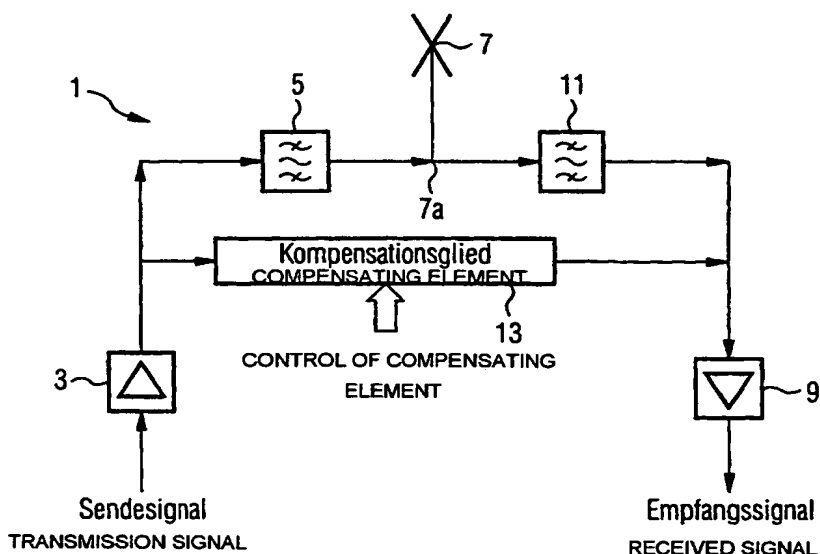 7
1
5
11
7a
Kompensationsglied
COMPENSATING ELEMENT
13
CONTROL OF COMPENSATING
ELEMENT
3
9
Sendesignal
TRANSMISSION SIGNAL
Empfangssignal
RECEIVED SIGNAL